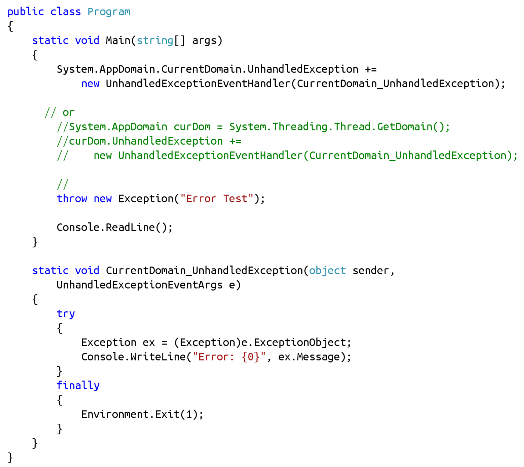 public class Program
{
    static void Main(string[] args)
    {
        System.AppDomain.CurrentDomain.UnhandledException +=
            new UnhandledExceptionEventHandler(CurrentDomain_UnhandledException);

      // or
        //System.AppDomain curDom = System.Threading.Thread.GetDomain();
        //curDom.UnhandledException +=
        //    new UnhandledExceptionEventHandler(CurrentDomain_UnhandledException);

        //
        throw new Exception("Error Test");

        Console.ReadLine();
    }

    static void CurrentDomain_UnhandledException(object sender,
        UnhandledExceptionEventArgs e)
    {
        try
        {
            Exception ex = (Exception)e.ExceptionObject;
            Console.WriteLine("Error: {0}", ex.Message);
        }
        finally
        {
            Environment.Exit(1);
        }
    }
}